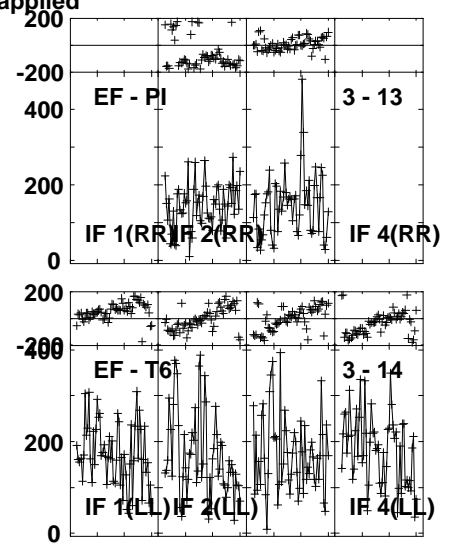 applied
200
-200
EF - PI 3 - 13
400
200
IF 1(RR) IF 2(RR) IF 4(RR)
0
200
-200
400
EF - T6 3 - 14
200
IF 1(LL) IF 2(LL) IF 4(LL)
0